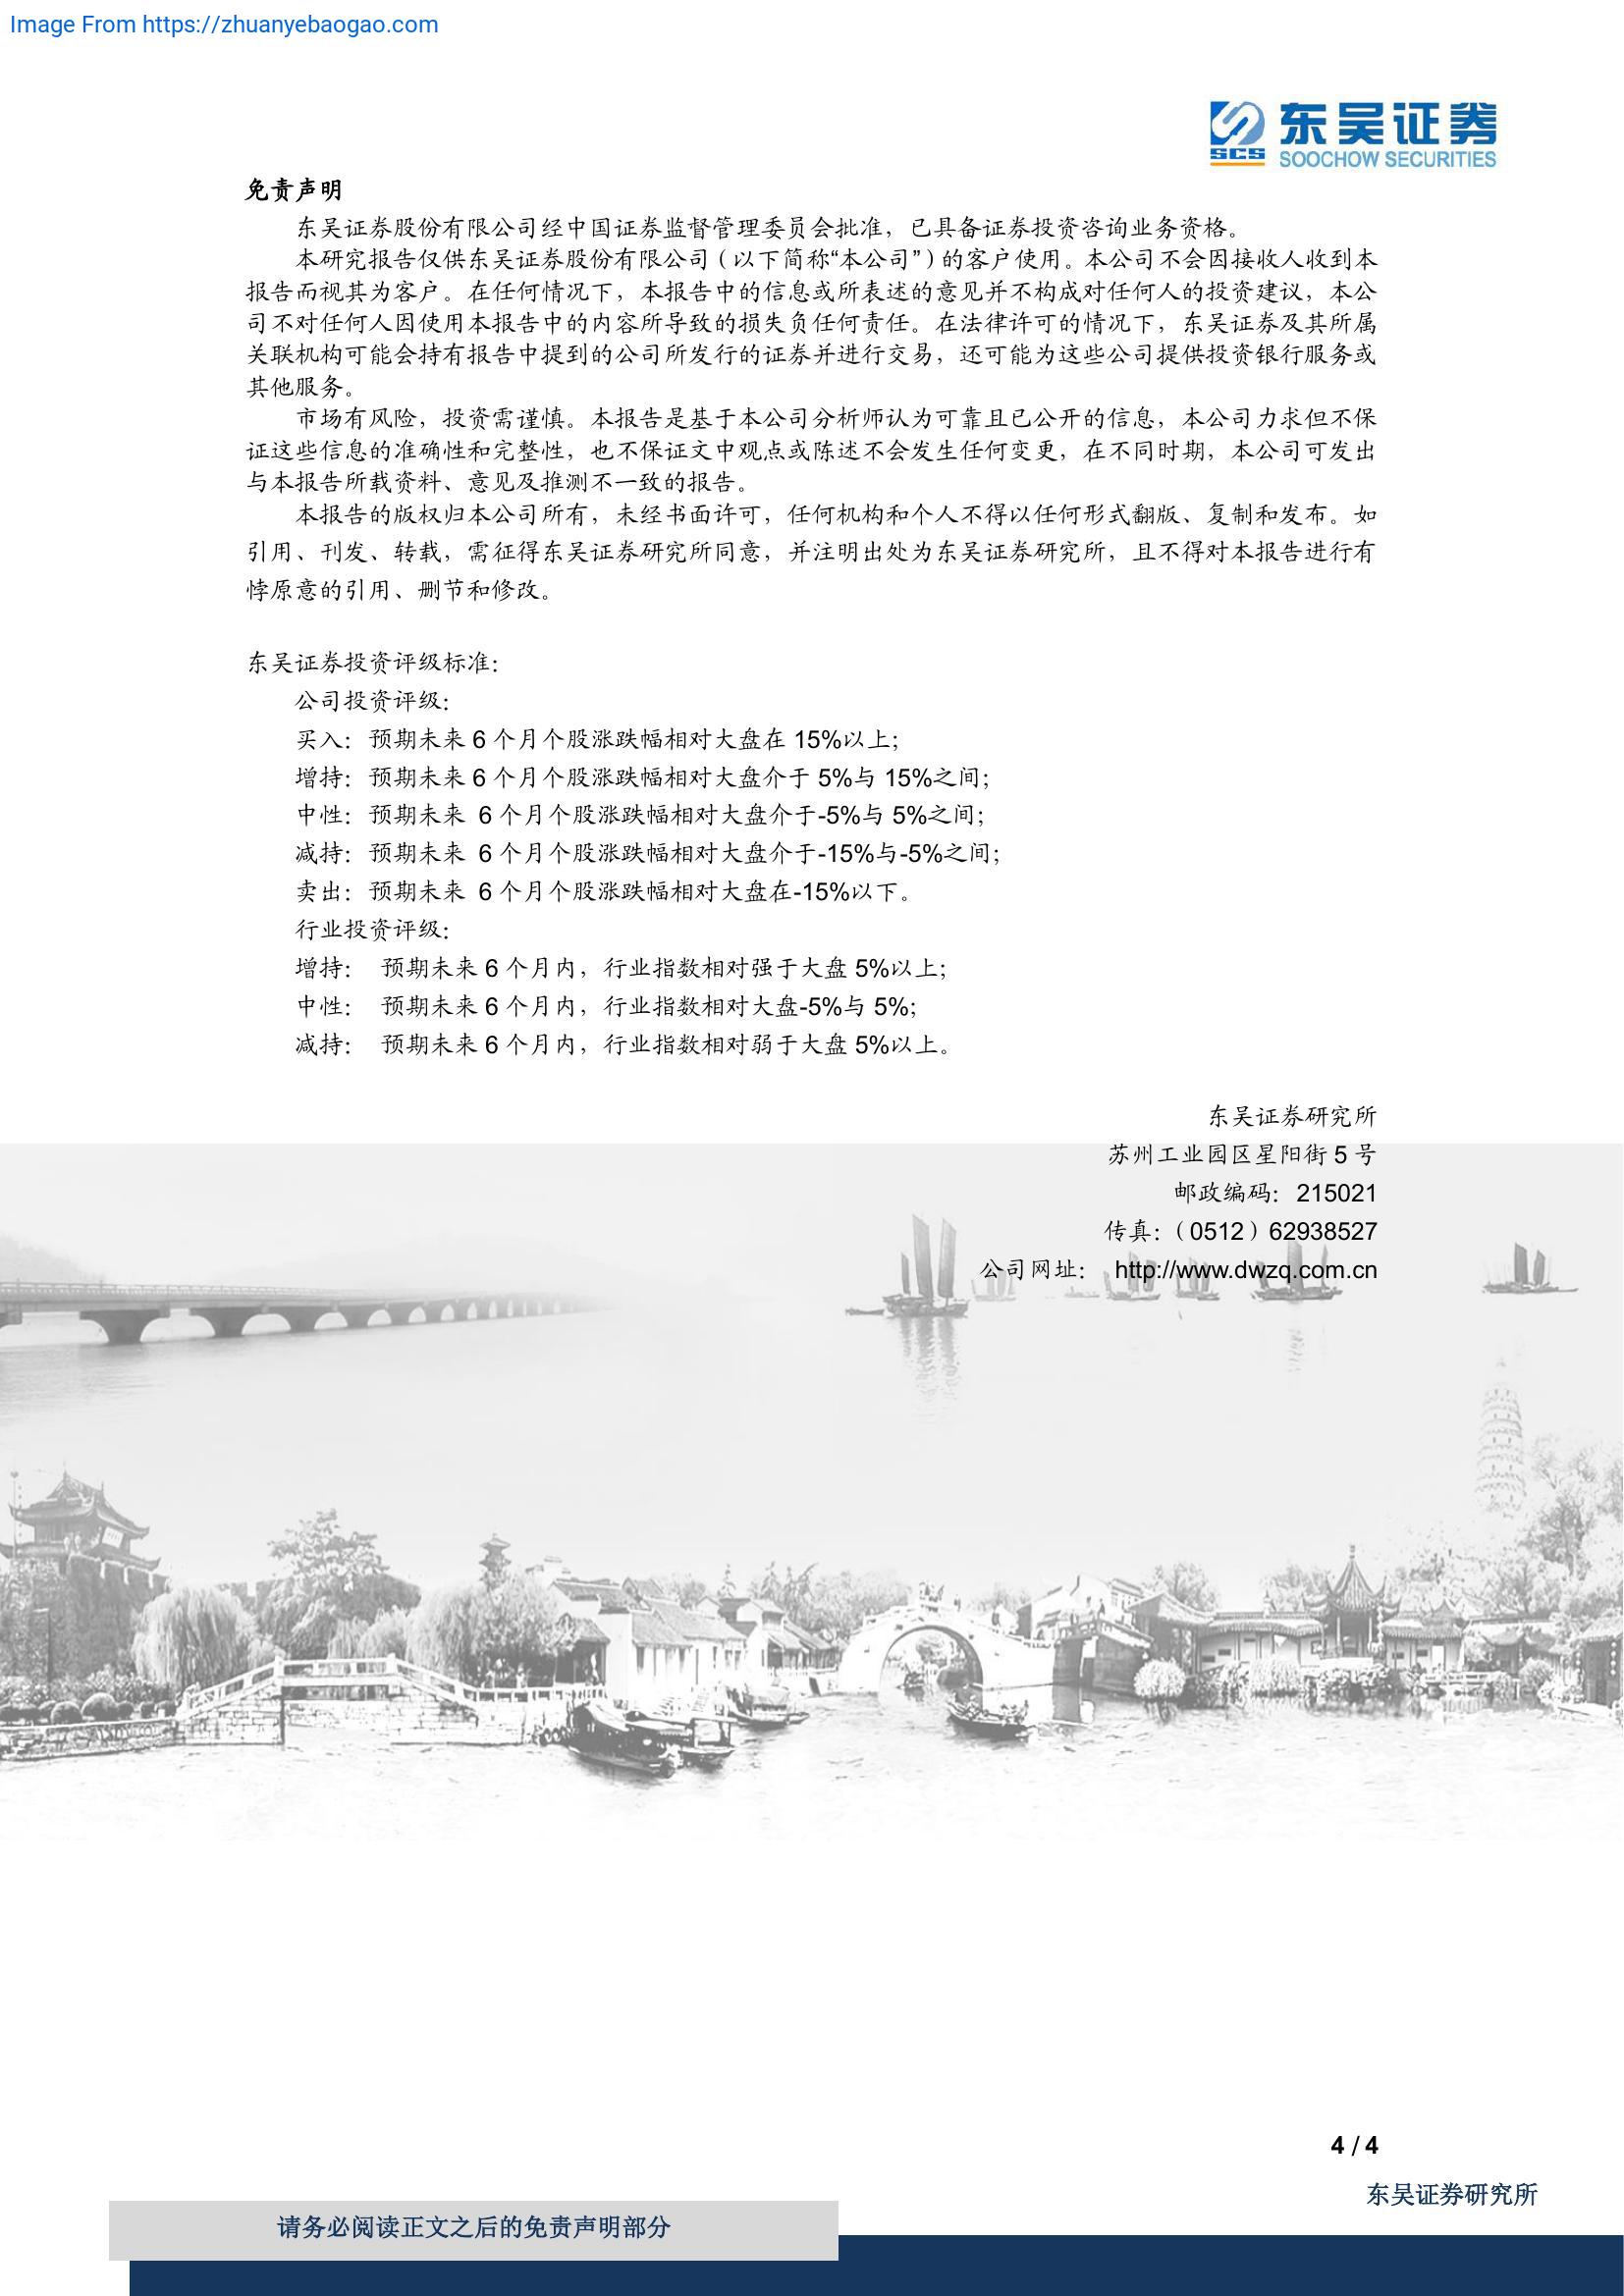 Image From https://zhuanyebaogao.com
东吴证券
SCS
SOOCHOW SECURITIES
免责声明
东吴证券股份有限公司经中国证券监督管理委员会批准，已具备证券投资咨询业务资格。
本研究报告仅供东吴证券股份有限公司（以下简称“本公司”）的客户使用。本公司不会因接收人收到本
报告而视其为客户。在任何情况下，本报告中的信息或所表述的意见并不构成对任何人的投资建议，本公
司不对任何人因使用本报告中的内容所导致的损失负任何责任。在法律许可的情况下，东吴证券及其所属
关联机构可能会持有报告中提到的公司所发行的证券并进行交易，还可能为这些公司提供投资银行服务或
其他服务。
市场有风险，投资需谨慎。本报告是基于本公司分析师认为可靠且已公开的信息，本公司力求但不保
证这些信息的准确性和完整性，也不保证文中观点或陈述不会发生任何变更，在不同时期，本公司可发出
与本报告所载资料、意见及推测不一致的报告。
本报告的版权归本公司所有，未经书面许可，任何机构和个人不得以任何形式翻版、复制和发布。如
引用、刊发、转载，需征得东吴证券研究所同意，并注明出处为东吴证券研究所，且不得对本报告进行有
悖原意的引用、删节和修改。
东吴证券投资评级标准：
公司投资评级：
买入：预期未来 6 个月个股涨跌幅相对大盘在 15%以上；
增持：预期未来 6 个月个股涨跌幅相对大盘介于 5%与 15%之间；
中性：预期未来 6 个月个股涨跌幅相对大盘介于-5%与 5%之间；
减持：预期未来 6 个月个股涨跌幅相对大盘介于-15%与-5%之间；
卖出：预期未来 6 个月个股涨跌幅相对大盘在-15%以下。
行业投资评级：
增持： 预期未来 6 个月内，行业指数相对强于大盘 5%以上；
中性： 预期未来 6 个月内，行业指数相对大盘-5%与 5%；
减持： 预期未来 6 个月内，行业指数相对弱于大盘 5%以上。
东吴证券研究所
苏州工业园区星阳街 5 号
邮政编码：215021
传真：（0512）62938527
公司网址： http://www.dwzq.com.cn
4 / 4
东吴证券研究所
请务必阅读正文之后的免责声明部分